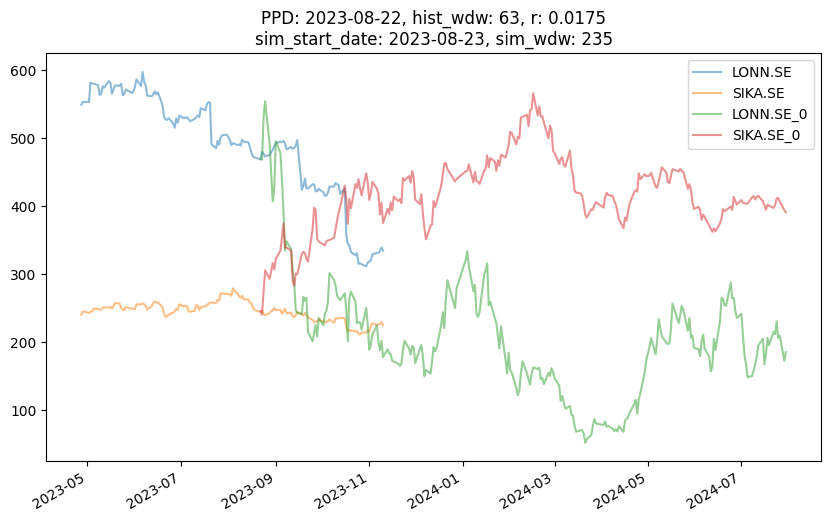 PPD: 2023-08-22, hist_wdw: 63, r: 0.0175
sim_start_date: 2023-08-23, sim_wdw: 235
LONN.SE
SIKA.SE
LONN.SE_0
SIKA.SE_0
600
500
400
300
200
100
2023-05
2023-07
2023-09
2023-11
2024-01
2024-03
2024-05
2024-07